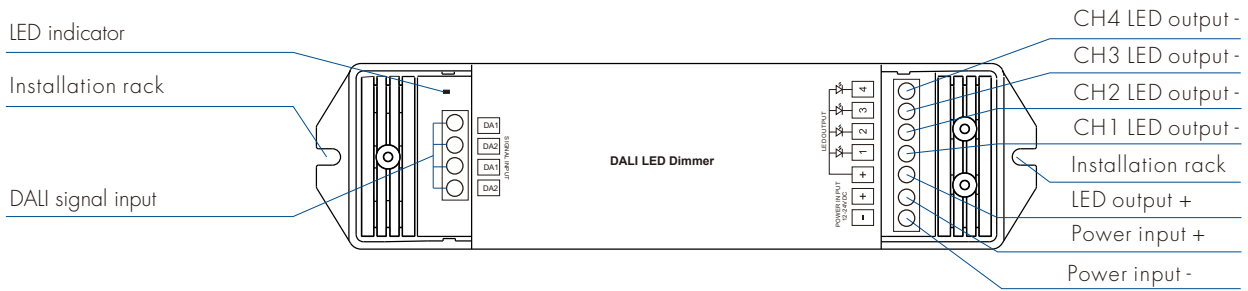 LED indicator
Installation rack
DALI signal input
DA1
DA2
DA1
DA2
SIGNAL INPUT
DALI LED Dimmer
LED OUTPUT
4
3
2
1
+
POWER INPUT
12-24VDC
+
-
CH4 LED output -
CH3 LED output -
CH2 LED output -
CH1 LED output -
Installation rack
LED output +
Power input +
Power input -